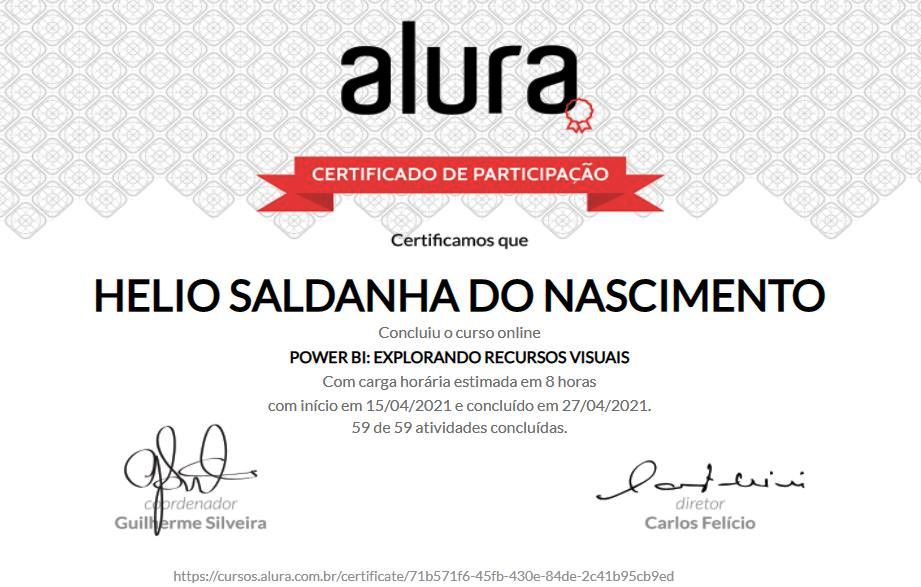 alura
CERTIFICADO DE PARTICIPAÇÃO
Certificamos que
HELIO SALDANHA DO NASCIMENTO
Concluiu o curso online
POWER BI: EXPLORANDO RECURSOS VISUAIS
Com carga horária estimada em 8 horas
com início em 15/04/2021 e concluído em 27/04/2021.
59 de 59 atividades concluídas.
coordenador
Guilherme Silveira
diretor
Carlos Felício
https://cursos.alura.com.br/certificate/71b571f6-45fb-430e-84de-2c41b95cb9ed